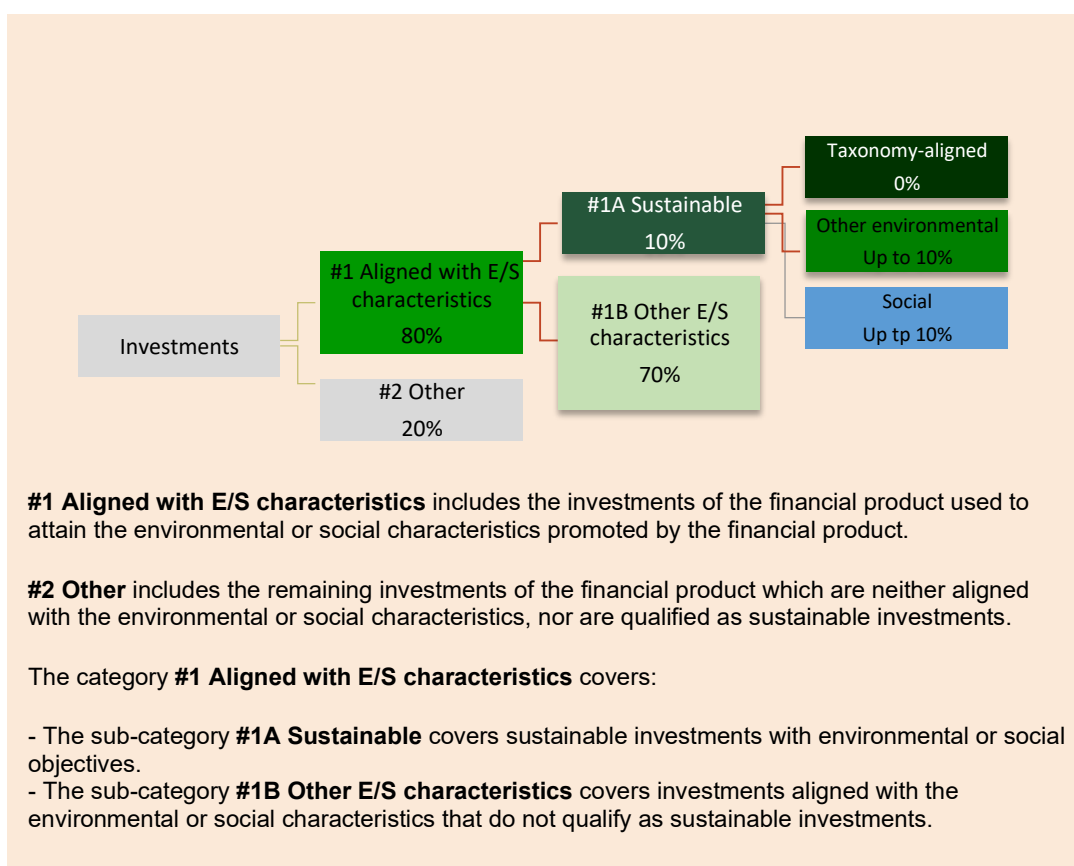 Taxonomy-aligned
0%
#1A Sustainable
10%
Other environmental
Up to 10%
#1 Aligned with E/S
characteristics
80%
#1B Other E/S
characteristics
70%
Social
Up tp 10%
Investments
#2 Other
20%
#1 Aligned with E/S characteristics includes the investments of the financial product used to
attain the environmental or social characteristics promoted by the financial product.
#2 Other includes the remaining investments of the financial product which are neither aligned
with the environmental or social characteristics, nor are qualified as sustainable investments.
The category #1 Aligned with E/S characteristics covers:
- The sub-category #1A Sustainable covers sustainable investments with environmental or social
objectives.
- The sub-category #1B Other E/S characteristics covers investments aligned with the
environmental or social characteristics that do not qualify as sustainable investments.